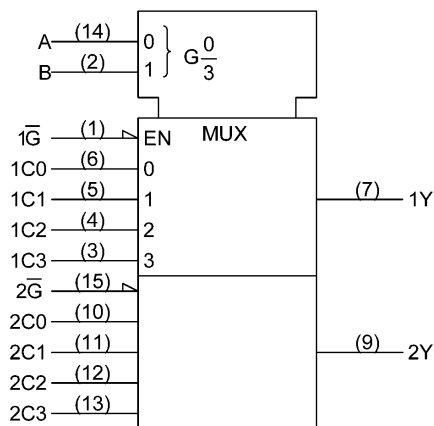 A (14) 0 } G 0/3
B (2) 1
MUX
1G̅ (1) EN
1C0 (6) 0
1C1 (5) 1 (7) 1Y
1C2 (4) 2
1C3 (3) 3
2G̅ (15)
2C0 (10)
2C1 (11) (9) 2Y
2C2 (12)
2C3 (13)